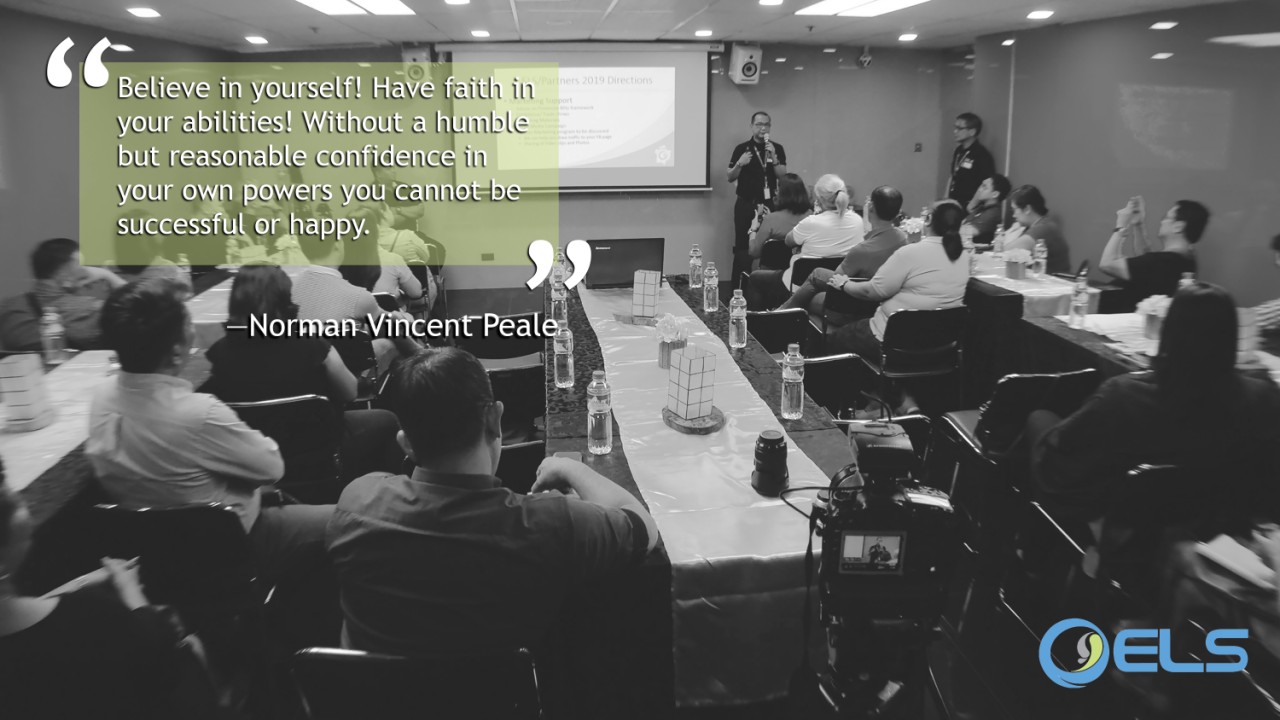 “
Believe in yourself! Have faith in
your abilities! Without a humble
but reasonable confidence in
your own powers you cannot be
successful or happy.
”
—Norman Vincent Peale
Partners 2019 Directions
Support
ELS